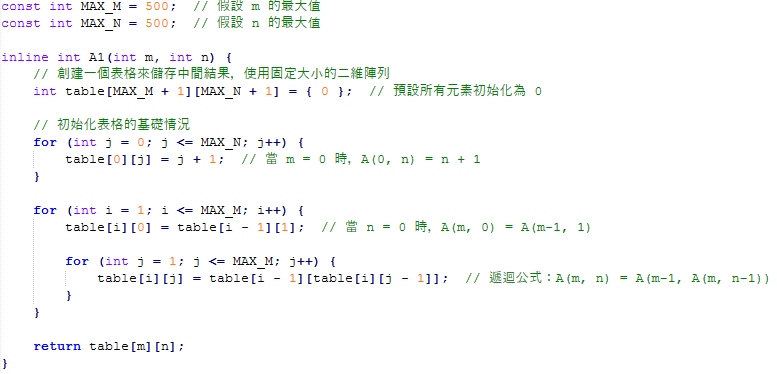 const int MAX_M = 500;  // 假設 m 的最大值
const int MAX_N = 500;  // 假設 n 的最大值

inline int A1(int m, int n) {
    // 創建一個表格來儲存中間結果，使用固定大小的二維陣列
    int table[MAX_M + 1][MAX_N + 1] = { 0 };  // 預設所有元素初始化為 0

    // 初始化表格的基礎情況
    for (int j = 0; j <= MAX_N; j++) {
        table[0][j] = j + 1;  // 當 m = 0 時，A(0, n) = n + 1
    }

    for (int i = 1; i <= MAX_M; i++) {
        table[i][0] = table[i - 1][1];  // 當 n = 0 時，A(m, 0) = A(m-1, 1)

        for (int j = 1; j <= MAX_M; j++) {
            table[i][j] = table[i - 1][table[i][j - 1]];  // 遞迴公式：A(m, n) = A(m-1, A(m, n-1))
        }
    }

    return table[m][n];
}